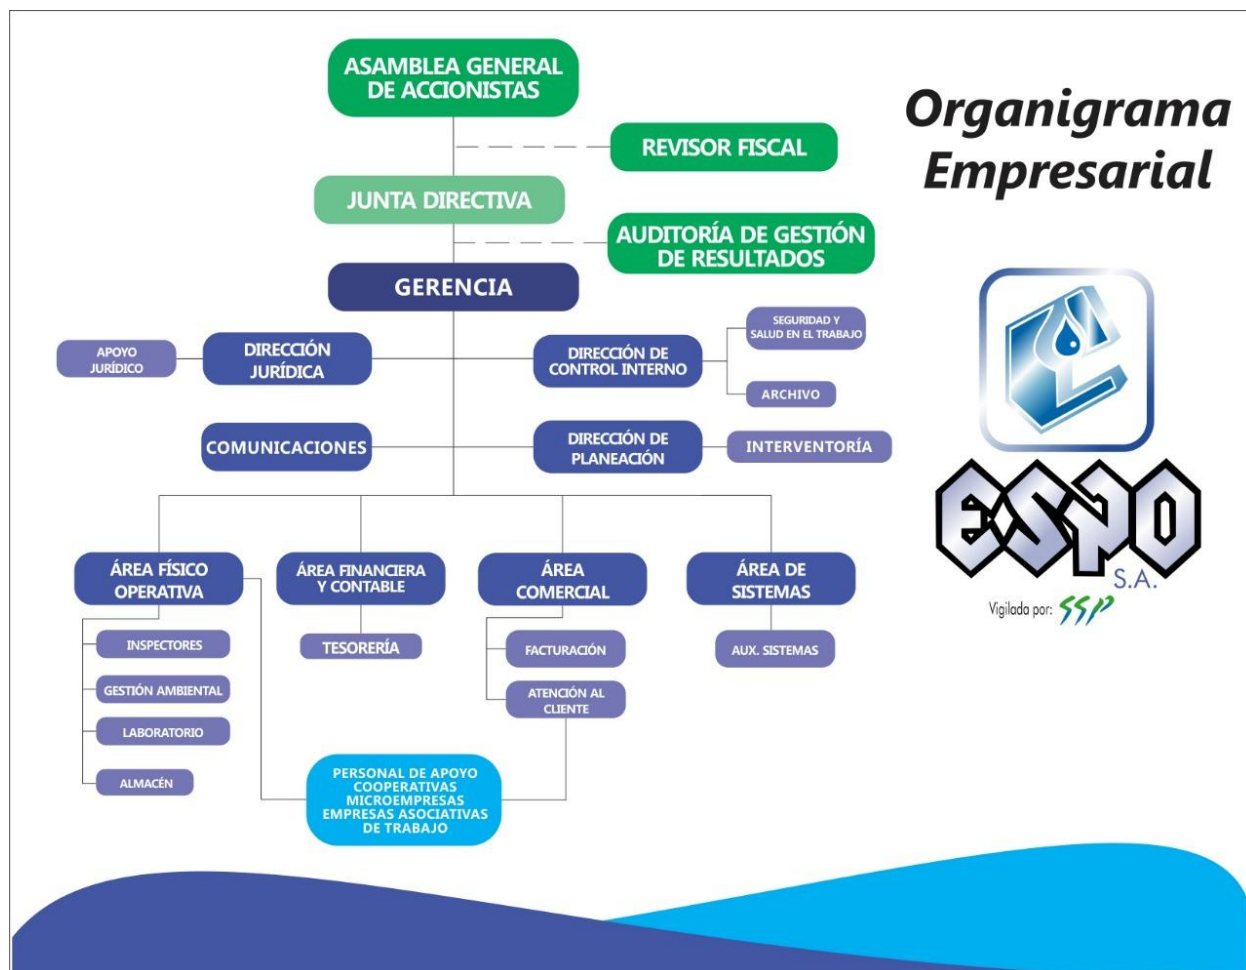 ASAMBLEA GENERAL
DE ACCIONISTAS
Organigrama
Empresarial
REVISOR FISCAL
JUNTA DIRECTIVA
AUDITORÍA DE GESTIÓN
DE RESULTADOS
GERENCIA
APOYO
JURÍDICO
DIRECCIÓN
JURÍDICA
DIRECCIÓN DE
CONTROL INTERNO
SEGURIDAD Y
SALUD EN EL TRABAJO
ARCHIVO
COMUNICACIONES
DIRECCIÓN DE
PLANEACIÓN
INTERVENTORÍA
ESPO
S.A.
Vigilada por: SSP
ÁREA FÍSICO
OPERATIVA
ÁREA FINANCIERA
Y CONTABLE
ÁREA
COMERCIAL
ÁREA DE
SISTEMAS
INSPECTORES
GESTIÓN AMBIENTAL
LABORATORIO
ALMACÉN
TESORERÍA
FACTURACIÓN
ATENCIÓN AL
CLIENTE
AUX. SISTEMAS
PERSONAL DE APOYO
COOPERATIVAS
MICROEMPRESAS
EMPRESAS ASOCIATIVAS
DE TRABAJO